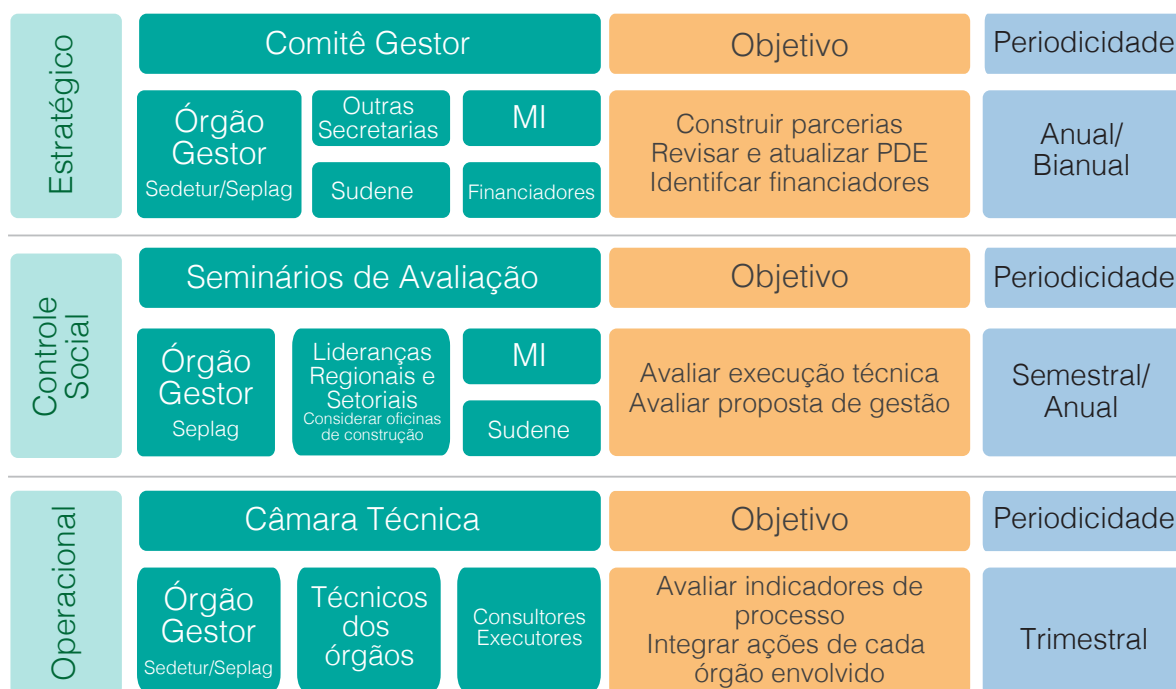 Estratégico
Comitê Gestor
Objetivo
Periodicidade
Órgão
Gestor
Sedetur/Seplag
Outras
Secretarias
MI
Sudene
Financiadores
Construir parcerias
Revisar e atualizar PDE
Identifcar financiadores
Anual/
Bianual
Controle
Social
Seminários de Avaliação
Objetivo
Periodicidade
Órgão
Gestor
Seplag
Lideranças
Regionais e
Setoriais
Considerar oficinas
de construção
MI
Sudene
Avaliar execução técnica
Avaliar proposta de gestão
Semestral/
Anual
Operacional
Câmara Técnica
Objetivo
Periodicidade
Órgão
Gestor
Sedetur/Seplag
Técnicos
dos
órgãos
Consultores
Executores
Avaliar indicadores de
processo
Integrar ações de cada
órgão envolvido
Trimestral